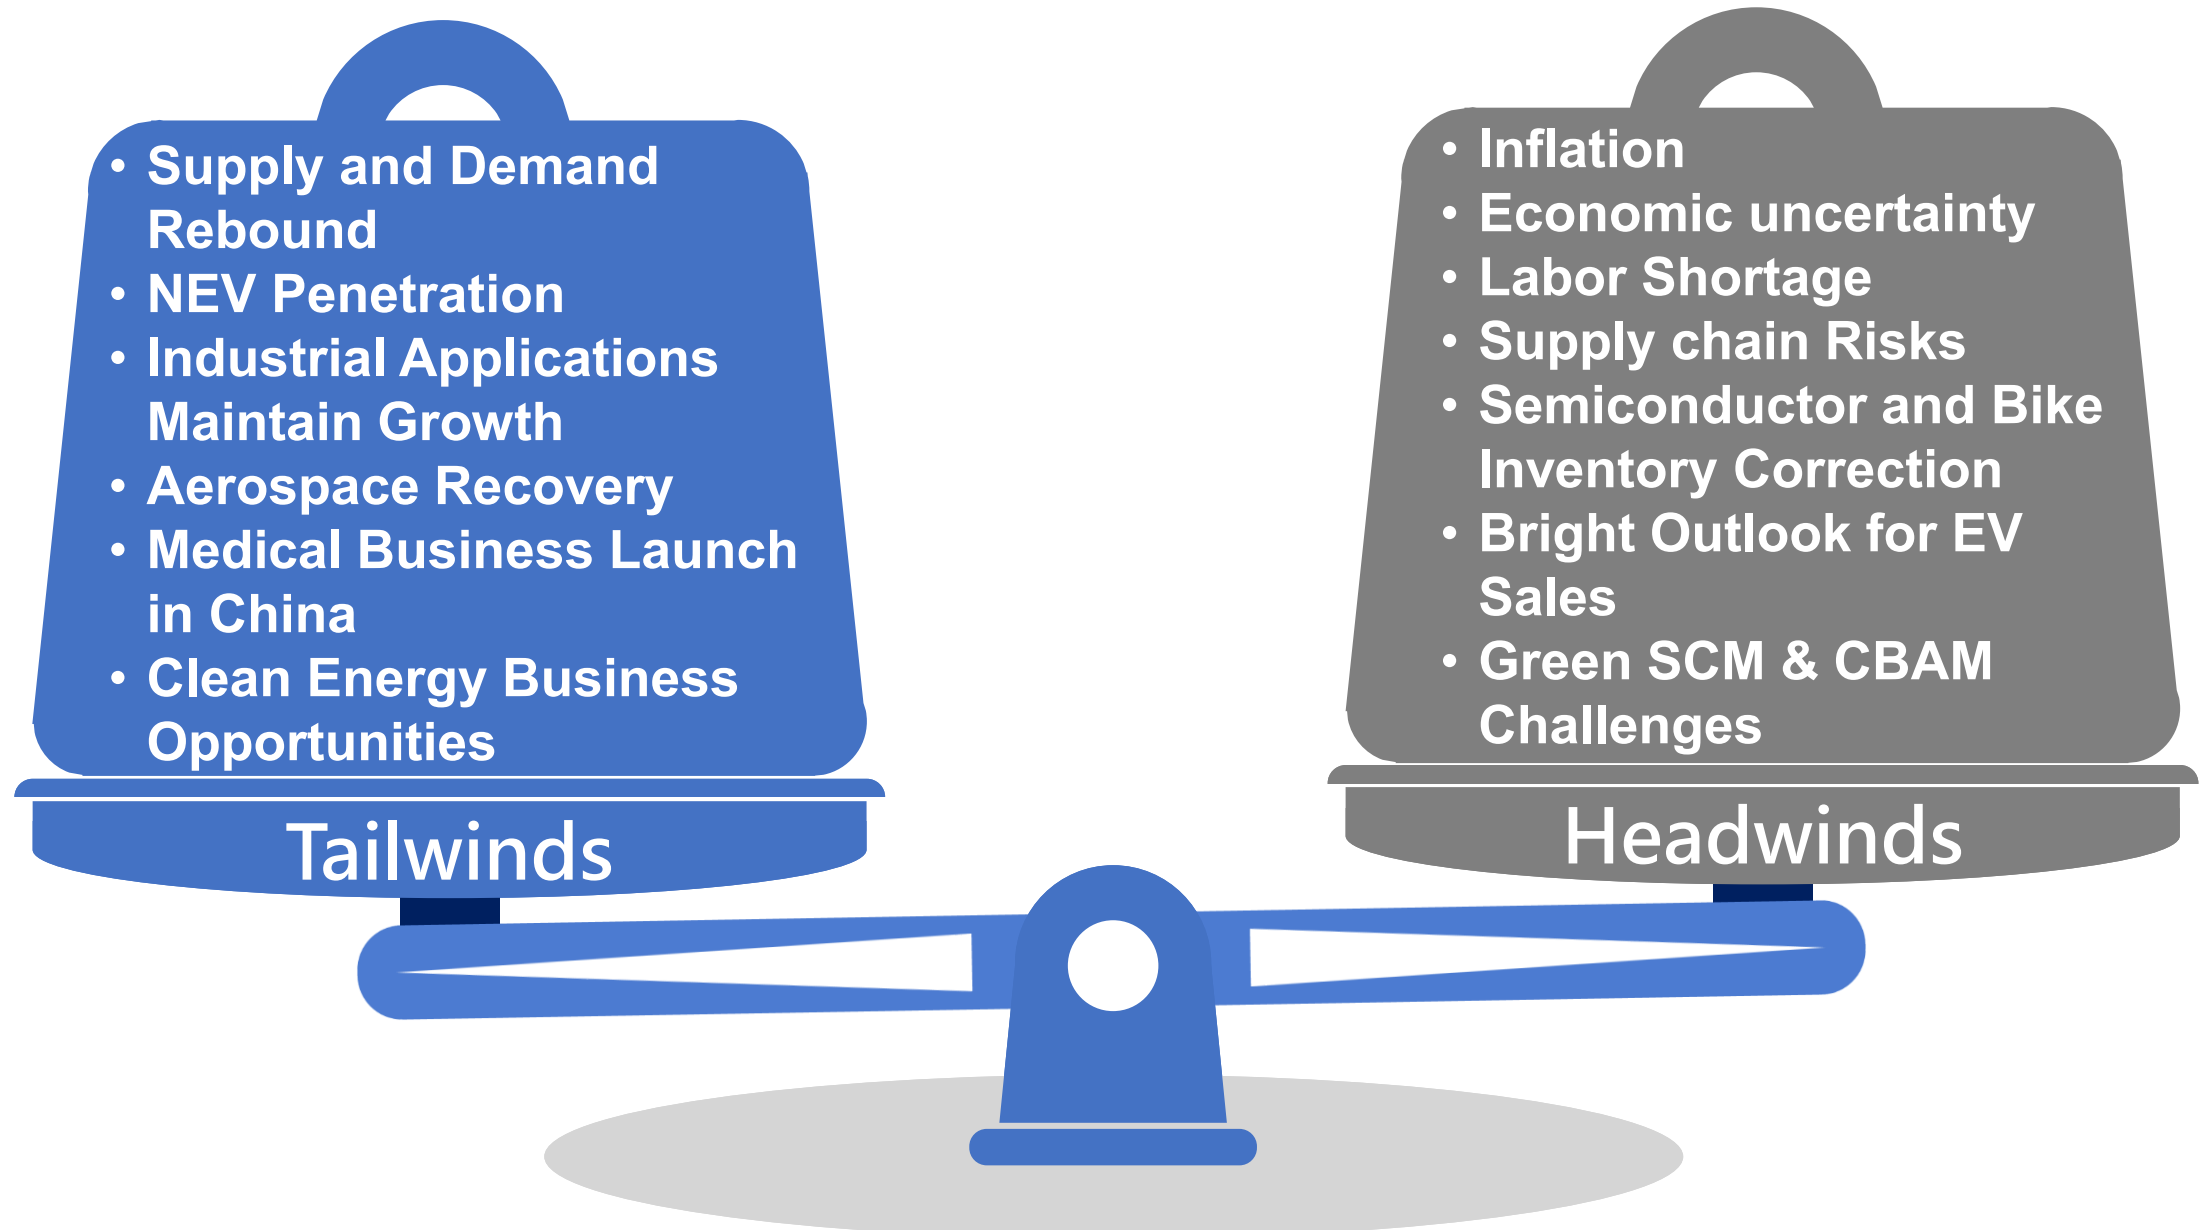 • Supply and Demand
Rebound
• NEV Penetration
• Industrial Applications
Maintain Growth
• Aerospace Recovery
• Medical Business Launch
in China
• Clean Energy Business
Opportunities
Tailwinds
• Inflation
• Economic uncertainty
• Labor Shortage
• Supply chain Risks
• Semiconductor and Bike
Inventory Correction
• Bright Outlook for EV
Sales
• Green SCM & CBAM
Challenges
Headwinds